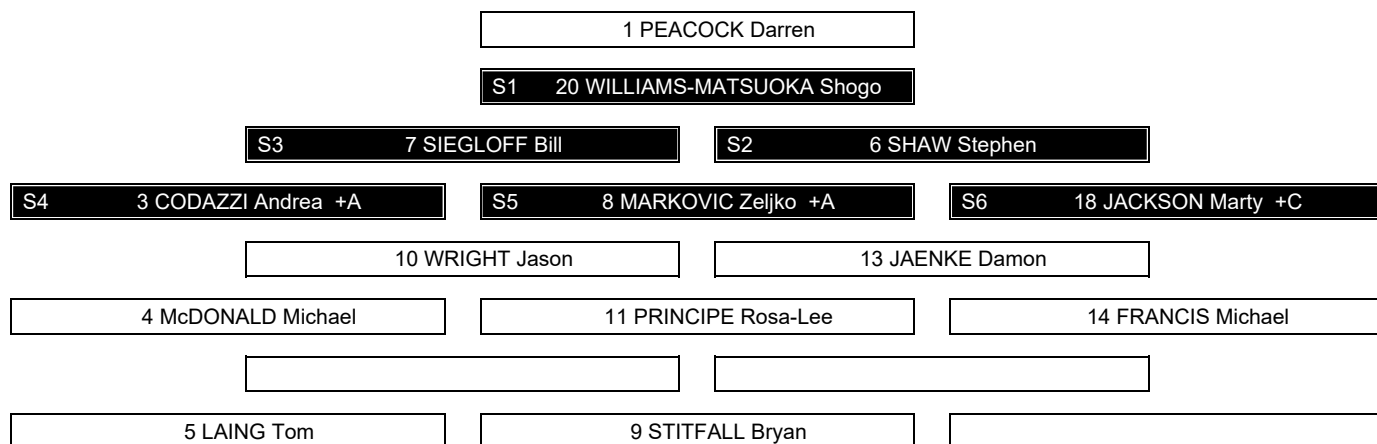 1 PEACOCK Darren
S1 20 WILLIAMS-MATSUOKA Shogo
S3 7 SIEGLOFF Bill S2 6 SHAW Stephen
S4 3 CODAZZI Andrea +A S5 8 MARKOVIC Zeljko +A S6 18 JACKSON Marty +C
10 WRIGHT Jason 13 JAENKE Damon
4 McDONALD Michael 11 PRINCIPE Rosa-Lee 14 FRANCIS Michael
5 LAING Tom 9 STITFALL Bryan